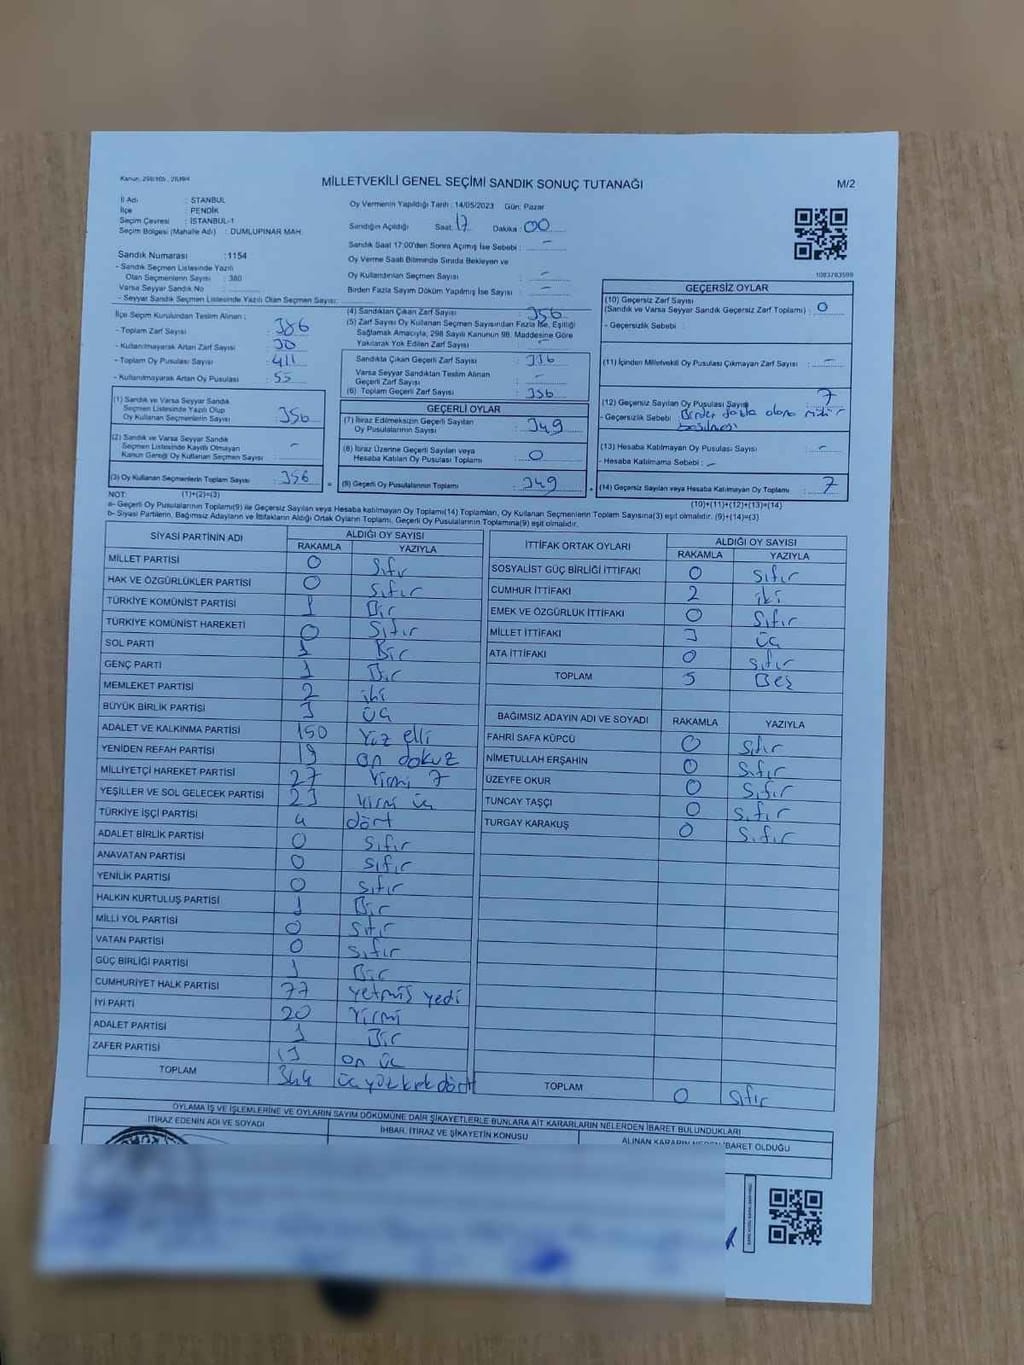 Kanun: 298/105 , 2839/4
MİLLETVEKİLİ GENEL SEÇİMİ SANDIK SONUÇ TUTANAĞI
M/2
İl Adı : STANBUL
İlçe : PENDİK
Seçim Çevresi : İSTANBUL-1
Seçim Bölgesi (Mahalle Adı) : DUMLUPINAR MAH.
Oy Vermenin Yapıldığı Tarih : 14/05/2023 Gün: Pazar
Sandığın Açıldığı Saat: 17 Dakika : 00
Sandık Saat 17:00'den Sonra Açılmış İse Sebebi : -
Oy Verme Saati Bitiminde Sırada Bekleyen ve
Oy Kullandırılan Seçmen Sayısı : -
Birden Fazla Sayım Döküm Yapılmış İse Sayısı : -
Sandık Numarası : 1154
- Sandık Seçmen Listesinde Yazılı
Olan Seçmenlerin Sayısı : 380
Varsa Seyyar Sandık No :
- Seyyar Sandık Seçmen Listesinde Yazılı Olan Seçmen Sayısı:
1083783599
İlçe Seçim Kurulundan Teslim Alınan ;
- Toplam Zarf Sayısı : 386
- Kullanılmayarak Artan Zarf Sayısı : 30
- Toplam Oy Pusulası Sayısı : 411
- Kullanılmayarak Artan Oy Pusulası : 55
(1) Sandık ve Varsa Seyyar Sandık
Seçmen Listesinde Yazılı Olup
Oy Kullanan Seçmenlerin Sayısı : 356
(2) Sandık ve Varsa Seyyar Sandık
Seçmen Listesinde Kayıtlı Olmayan
Kanun Gereği Oy Kullanan Seçmen Sayısı : -
(3) Oy Kullanan Seçmenlerin Toplam Sayısı : 356
(4) Sandıktan Çıkan Zarf Sayısı : 356
(5) Zarf Sayısı Oy Kullanan Seçmen Sayısından Fazla İse, Eşitliği
Sağlamak Amacıyla, 298 Sayılı Kanunun 98. Maddesine Göre
Yakılarak Yok Edilen Zarf Sayısı : -
Sandıkta Çıkan Geçerli Zarf Sayısı : 356
Varsa Seyyar Sandıktan Teslim Alınan
Geçerli Zarf Sayısı : -
(6) Toplam Geçerli Zarf Sayısı : 356
GEÇERLİ OYLAR
(7) İtiraz Edilmeksizin Geçerli Sayılan
Oy Pusulalarının Sayısı : 349
(8) İtiraz Üzerine Geçerli Sayılan veya
Hesaba Katılan Oy Pusulası Toplamı : 0
(9) Geçerli Oy Pusulalarının Toplamı : 349
GEÇERSİZ OYLAR
(10) Geçersiz Zarf Sayısı
(Sandık ve Varsa Seyyar Sandık Geçersiz Zarf Toplamı) : 0
- Geçersizlik Sebebi :
(11) İçinden Milletvekili Oy Pusulası Çıkmayan Zarf Sayısı : -
(12) Geçersiz Sayılan Oy Pusulası Sayısı : 7
- Geçersizlik Sebebi : Birden fazla alana mühür
basılması
(13) Hesaba Katılmayan Oy Pusulası Sayısı : -
- Hesaba Katılmama Sebebi : -
(14) Geçersiz Sayılan veya Hesaba Katılmayan Oy Toplamı : 7
NOT: (1)+(2)=(3) (10)+(11)+(12)+(13)=(14)
a- Geçerli Oy Pusulalarının Toplamı(9) ile Geçersiz Sayılan veya Hesaba Katılmayan Oy Toplamı(14) Toplamları, Oy Kullanan Seçmenlerin Toplam Sayısına(3) eşit olmalıdır. (9)+(14)=(3)
b- Siyasi Partilerin, Bağımsız Adayların ve İttifakların Aldığı Ortak Oyların Toplamı, Geçerli Oy Pusulalarının Toplamına(9) eşit olmalıdır.
SİYASİ PARTİNİN ADI ALDIĞI OY SAYISI
RAKAMLA YAZIYLA
MİLLET PARTİSİ 0 Sıfır
HAK VE ÖZGÜRLÜKLER PARTİSİ 0 Sıfır
TÜRKİYE KOMÜNİST PARTİSİ 1 Bir
TÜRKİYE KOMÜNİST HAREKETİ 0 Sıfır
SOL PARTİ 1 Bir
GENÇ PARTİ 1 Bir
MEMLEKET PARTİSİ 2 iki
BÜYÜK BİRLİK PARTİSİ 3 üç
ADALET VE KALKINMA PARTİSİ 150 Yüz elli
YENİDEN REFAH PARTİSİ 19 on dokuz
MİLLİYETÇİ HAREKET PARTİSİ 27 Yirmi 7
YEŞİLLER VE SOL GELECEK PARTİSİ 23 Yirmi üç
TÜRKİYE İŞÇİ PARTİSİ 4 dört
ADALET BİRLİK PARTİSİ 0 Sıfır
ANAVATAN PARTİSİ 0 Sıfır
YENİLİK PARTİSİ 0 Sıfır
HALKIN KURTULUŞ PARTİSİ 1 Bir
MİLLİ YOL PARTİSİ 0 Sıfır
VATAN PARTİSİ 0 Sıfır
GÜÇ BİRLİĞİ PARTİSİ 1 Bir
CUMHURİYET HALK PARTİSİ 77 yetmiş yedi
İYİ PARTİ 20 Yirmi
ADALET PARTİSİ 1 Bir
ZAFER PARTİSİ 13 on üç
TOPLAM 344 üçyüzkırkdört
İTTİFAK ORTAK OYLARI ALDIĞI OY SAYISI
RAKAMLA YAZIYLA
SOSYALİST GÜÇ BİRLİĞİ İTTİFAKI 0 Sıfır
CUMHUR İTTİFAKI 2 iki
EMEK VE ÖZGÜRLÜK İTTİFAKI 0 Sıfır
MİLLET İTTİFAKI 3 üç
ATA İTTİFAKI 0 sıfır
TOPLAM 5 Beş
BAĞIMSIZ ADAYIN ADI VE SOYADI RAKAMLA YAZIYLA
FAHRİ SAFA KÜPCÜ 0 Sıfır
NİMETULLAH ERŞAHİN 0 Sıfır
ÜZEYFE OKUR 0 Sıfır
TUNCAY TAŞÇI 0 Sıfır
TURGAY KARAKUŞ 0 Sıfır
TOPLAM 0 Sıfır
OYLAMA İŞ VE İŞLEMLERİNE VE OYLARIN SAYIM DÖKÜMÜNE DAİR ŞİKAYETLERLE BUNLARA AİT KARARLARIN NELERDEN İBARET BULUNDUKLARI
İTİRAZ EDENİN ADI VE SOYADI
İHBAR, İTİRAZ VE ŞİKAYETİN KONUSU
ALINAN KARARIN NEDEN İBARET OLDUĞU